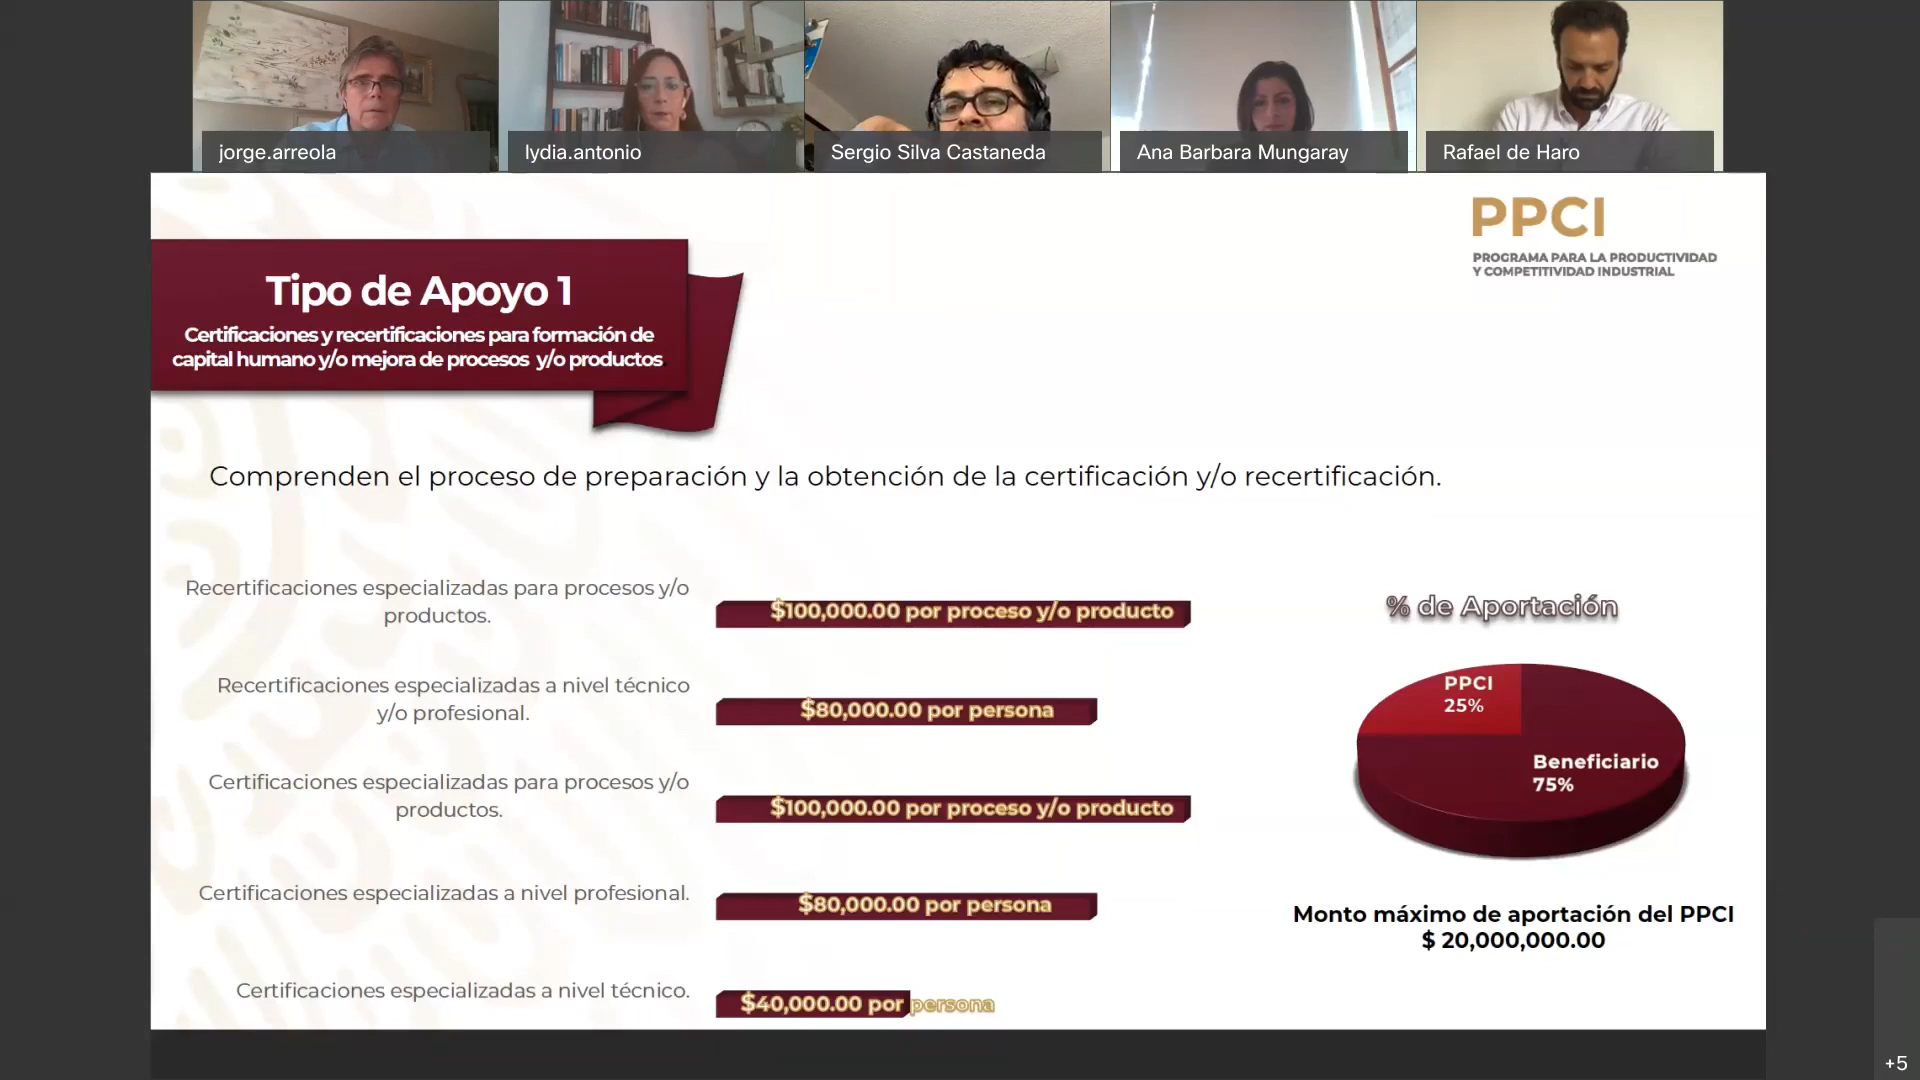 jorge.arreola
lydia.antonio
Sergio Silva Castaneda
Ana Barbara Mungaray
Rafael de Haro
PPCI
PROGRAMA PARA LA PRODUCTIVIDAD
Y COMPETITIVIDAD INDUSTRIAL
Tipo de Apoyo 1
Certificaciones y recertificaciones para formación de
capital humano y/o mejora de procesos y/o productos
Comprenden el proceso de preparación y la obtención de la certificación y/o recertificación.
Recertificaciones especializadas para procesos y/o
productos.
$100,000.00 por proceso y/o producto
Recertificaciones especializadas a nivel técnico
y/o profesional.
$80,000.00 por persona
Certificaciones especializadas para procesos y/o
productos.
$100,000.00 por proceso y/o producto
Certificaciones especializadas a nivel profesional.
$80,000.00 por persona
Certificaciones especializadas a nivel técnico.
$40,000.00 por persona
% de Aportación
PPCI
25%
Beneficiario
75%
Monto máximo de aportación del PPCI
$ 20,000,000.00
+5